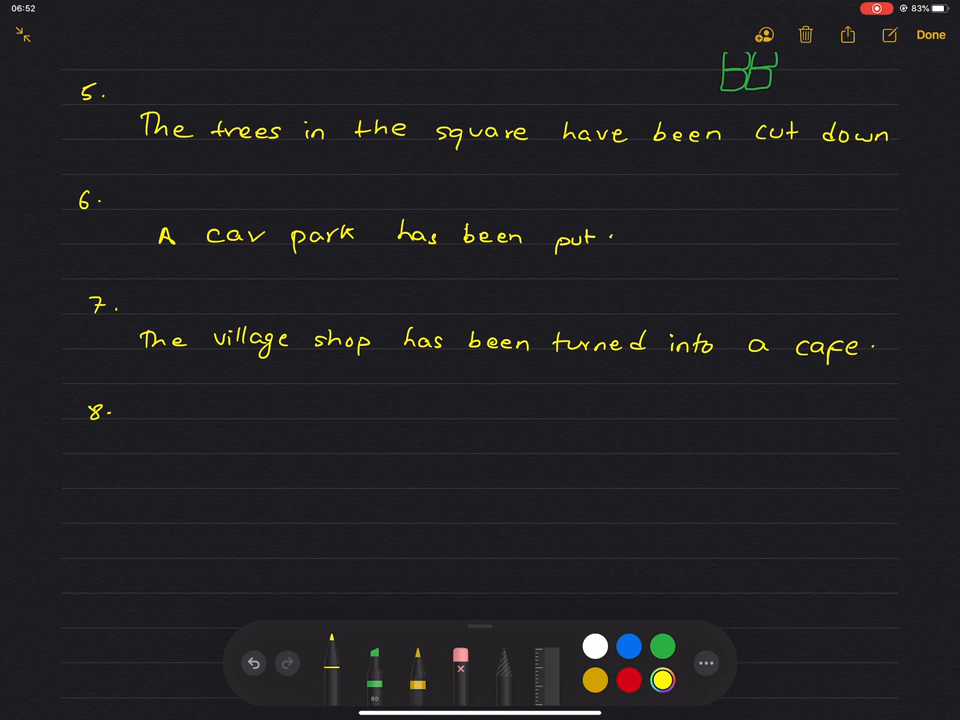 06:52
83%
Done
5.
The trees in the square have been cut down
6.
A car park has been put.
7.
The village shop has been turned into a cafe.
8.
80